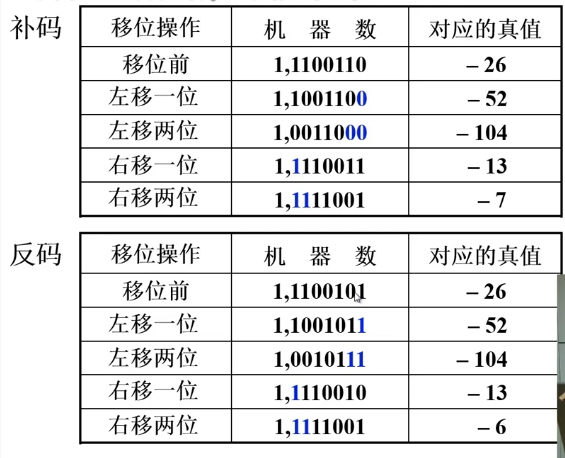 补码 移位操作 机 器 数 对应的真值
移位前 1,1100110 – 26
左移一位 1,1001100 – 52
左移两位 1,0011000 – 104
右移一位 1,1110011 – 13
右移两位 1,1111001 – 7
反码 移位操作 机 器 数 对应的真值
移位前 1,1100101 – 26
左移一位 1,1001011 – 52
左移两位 1,0010111 – 104
右移一位 1,1110010 – 13
右移两位 1,1111001 – 6